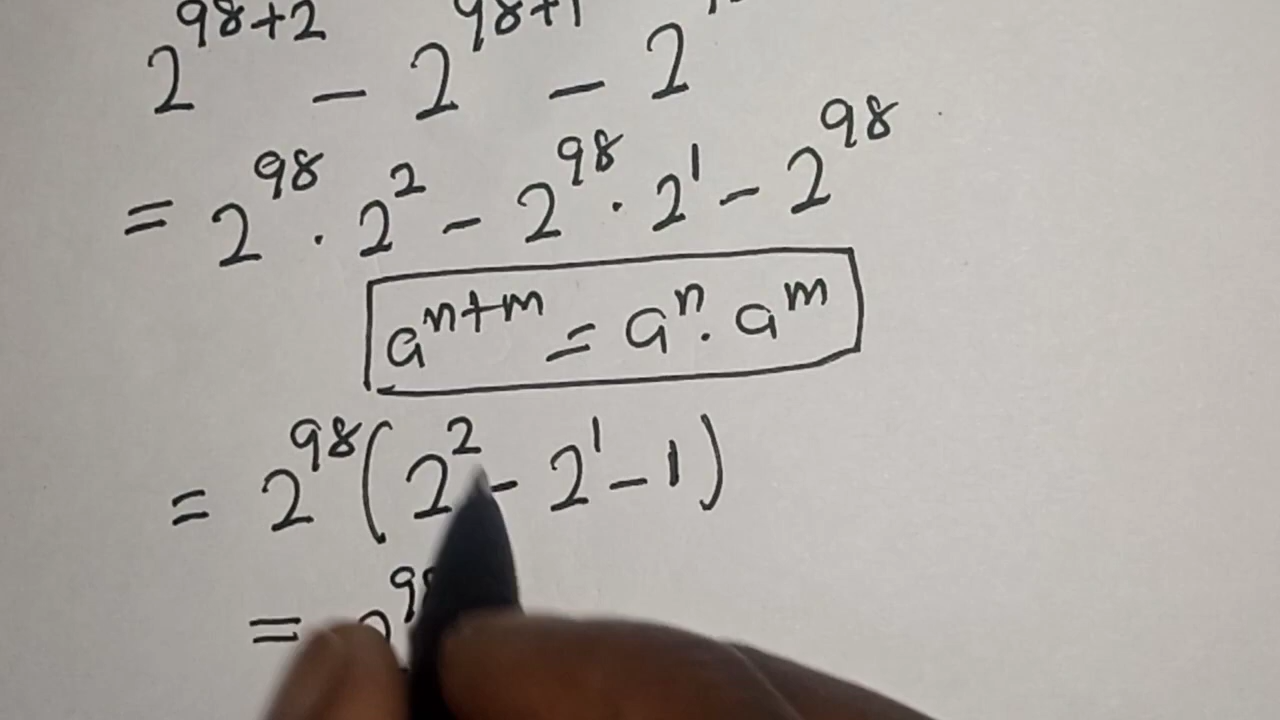 2^{98+2} - 2^{98+1} - 2
= 2^{98} · 2^2 - 2^{98} · 2^1 - 2^{98}
a^{n+m} = a^n · a^m
= 2^{98} (2^2 - 2^1 - 1)
=